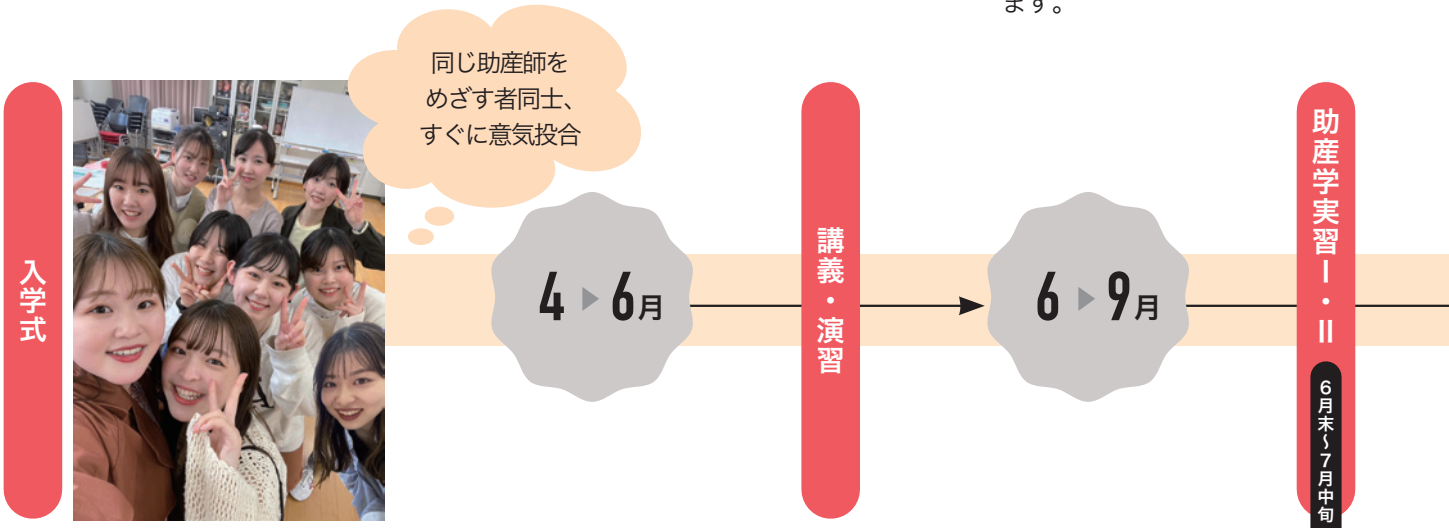 ます。
同じ助産師を
めざす者同士、
すぐに意気投合
入学式
4▶6月
講義・演習
6▶9月
助産学実習Ⅰ・Ⅱ
6月末~7月中旬